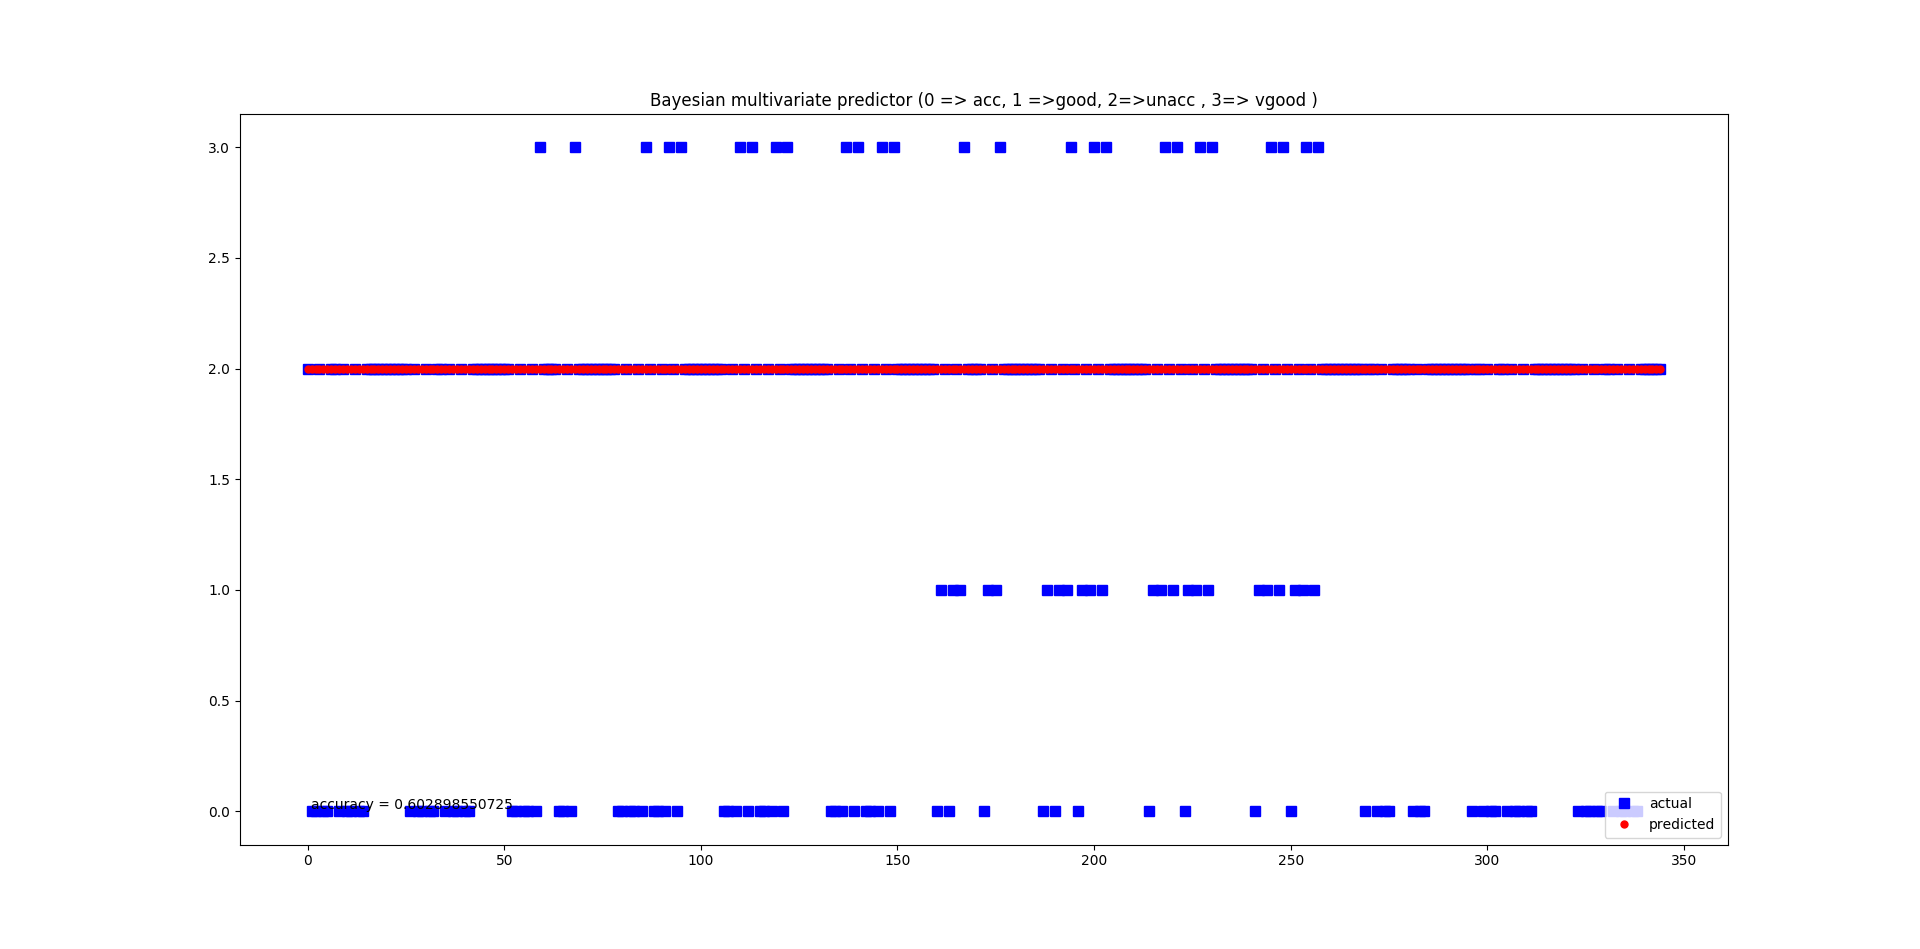 Bayesian multivariate predictor (0 => acc, 1 =>good, 2=>unacc , 3=> vgood )
3.0
2.5
2.0
1.5
1.0
0.5
0.0
accuracy = 0.602898550725
actual
predicted
0 50 100 150 200 250 300 350